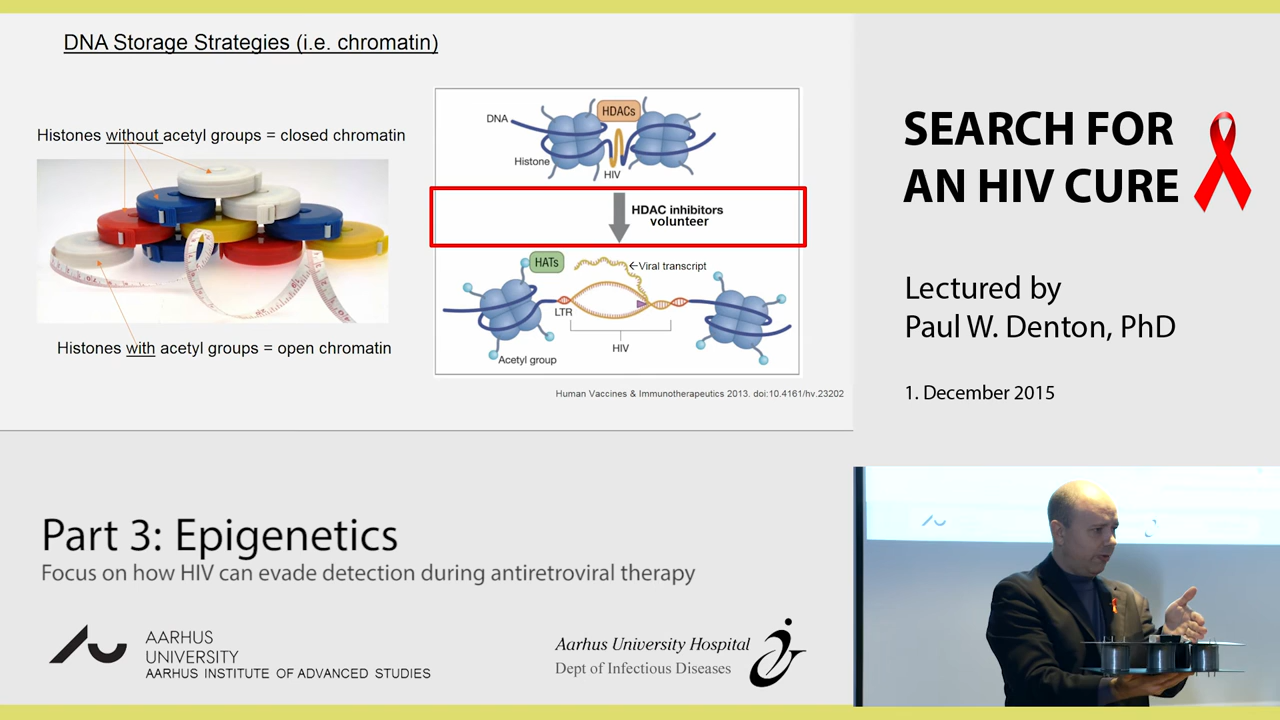 DNA Storage Strategies (i.e. chromatin)
Histones without acetyl groups = closed chromatin
Histones with acetyl groups = open chromatin
HDACs
DNA
Histone
HIV
HDAC inhibitors
volunteer
HATs
Viral transcript
LTR
HIV
Acetyl group
Human Vaccines & Immunotherapeutics 2013. doi:10.4161/hv.23202
SEARCH FOR
AN HIV CURE
Lectured by
Paul W. Denton, PhD
1. December 2015
Part 3: Epigenetics
Focus on how HIV can evade detection during antiretroviral therapy
AARHUS
UNIVERSITY
AARHUS INSTITUTE OF ADVANCED STUDIES
Aarhus University Hospital
Dept of Infectious Diseases